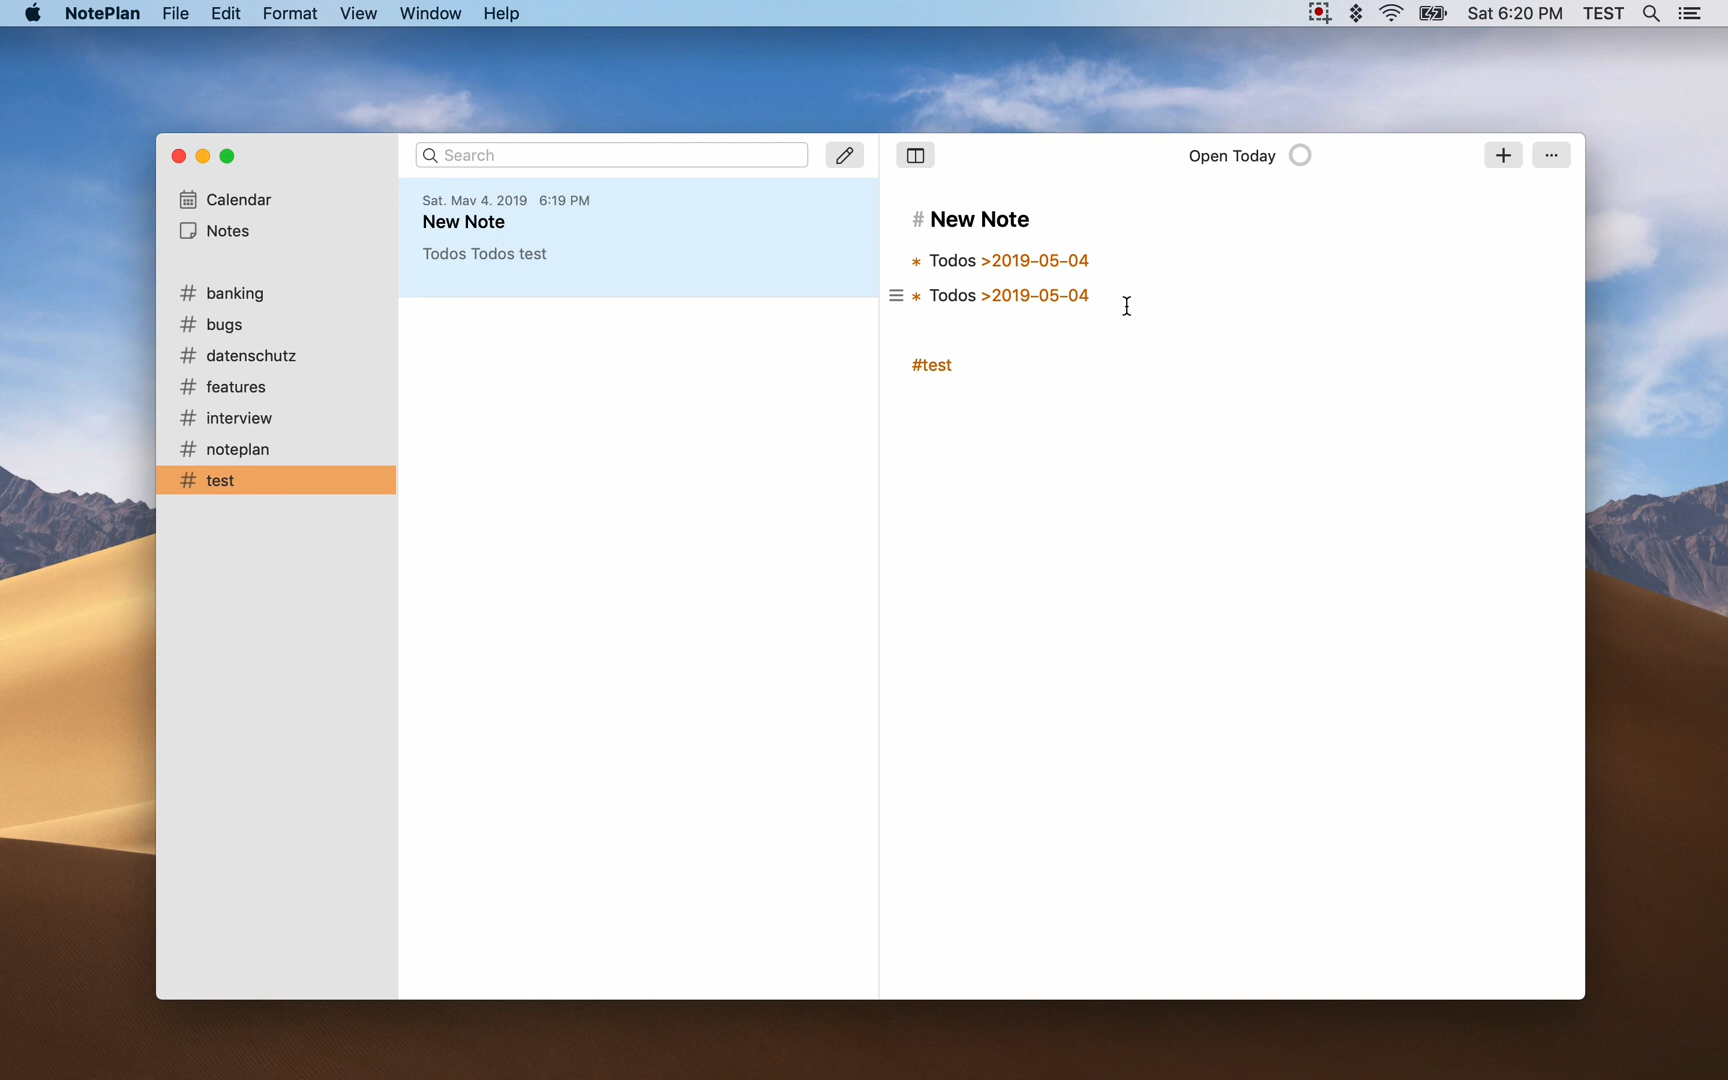 NotePlan File Edit Format View Window Help Sat 6:20 PM TEST
Search
Open Today
Calendar
Notes
# banking
# bugs
# datenschutz
# features
# interview
# noteplan
# test
Sat, May 4, 2019 6:19 PM
New Note
Todos Todos test
# New Note
* Todos >2019-05-04
* Todos >2019-05-04
#test